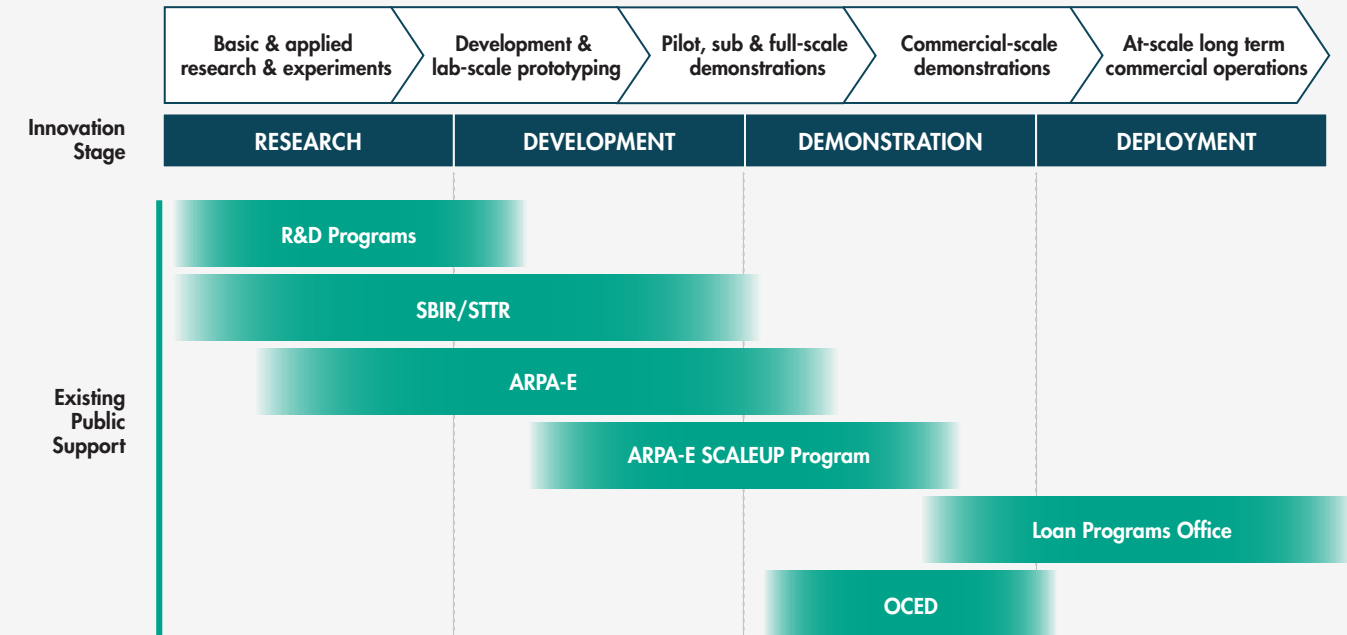 Basic & applied
research & experiments
Development &
lab-scale prototyping
Pilot, sub & full-scale
demonstrations
Commercial-scale
demonstrations
At-scale long term
commercial operations
Innovation
Stage
RESEARCH
DEVELOPMENT
DEMONSTRATION
DEPLOYMENT
Existing
Public
Support
R&D Programs
SBIR/STTR
ARPA-E
ARPA-E SCALEUP Program
Loan Programs Office
OCED